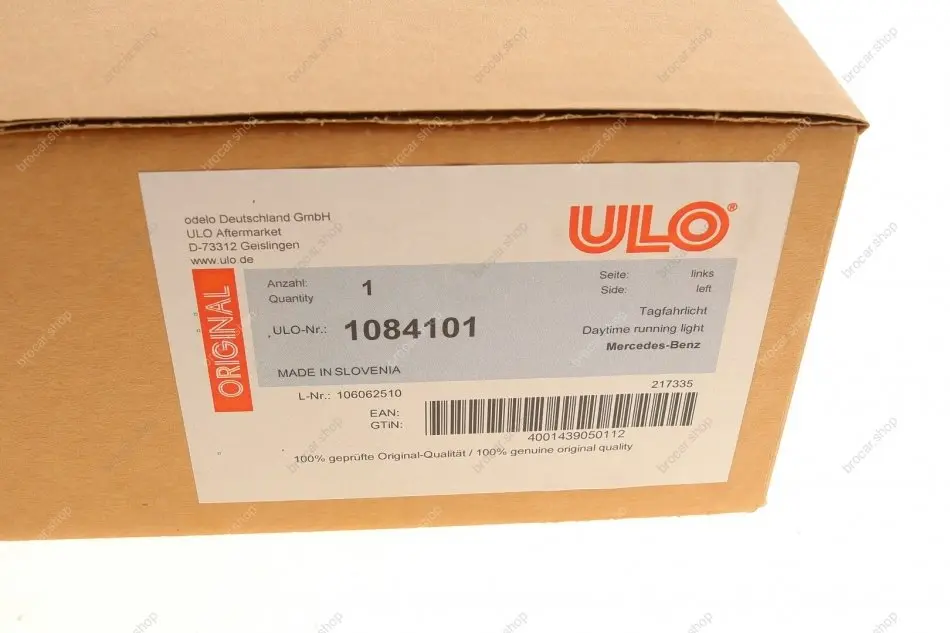 odelo Deutschland GmbH
ULO Aftermarket
D-73312 Geislingen
www.ulo.de
ULO®
ORIGINAL
Anzahl: 1
Quantity
Seite: links
Side: left
ULO-Nr.: 1084101
Tagfahrlicht
Daytime running light
Mercedes-Benz
MADE IN SLOVENIA
L-Nr.: 106062510
217335
EAN:
GTiN:
4001439050112
100% geprüfte Original-Qualität / 100% genuine original quality
brocar.shop